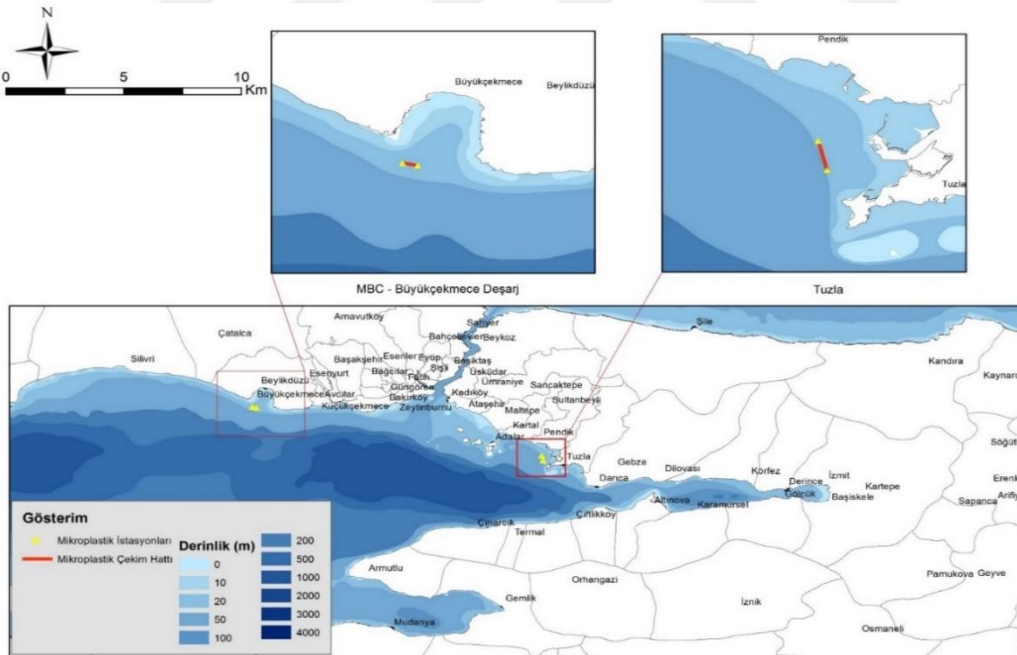 N
0 5 10 Km
Büyükçekmece
Beylikdüzü
Pendik
Tuzla
MBC - Büyükçekmece Deşarj
Tuzla
Çatalca
Arnavutköy
Sarıyer
Şile
Silivri
Bahçelievler
Beykoz
Başakşehir
Esenler
Eyüp
Beşiktaş
Kandıra
Esenyurt
Bağcılar
Şişli
Üsküdar
Kaynarc
Beylikdüzü
Fatih
Ümraniye
Sancaktepe
Güngören
Büyükçekmece
Avcılar
Bakırköy
Kadıköy
Sultanbeyli
Küçükçekmece
Zeytinburnu
Ataşehir
Maltepe
Kartal
Pendik
Adalar
Söğütl
Tuzla
Gebze
Dilovası
Körfez
İzmit
Darıca
Derince
Kartepe
Erenl
Gölcük
Başiskele
Sapanca
Arifiy
Altınova
Karamürsel
Çiftlikköy
Çınarcık
Termal
Armutlu
Orhangazi
Pamukova
Geyve
Gemlik
İznik
Mudanya
Osmaneli
Gösterim
Mikroplastik İstasyonları
Mikroplastik Çekim Hattı
Derinlik (m)
0
10
20
50
100
200
500
1000
2000
3000
4000